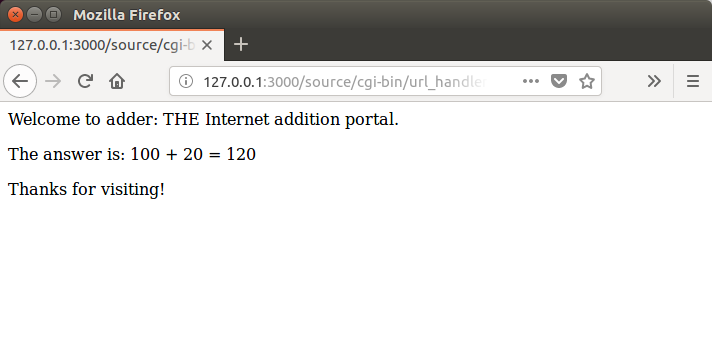 Mozilla Firefox
127.0.0.1:3000/source/cgi-b
127.0.0.1:3000/source/cgi-bin/url_handler
Welcome to adder: THE Internet addition portal.
The answer is: 100 + 20 = 120
Thanks for visiting!